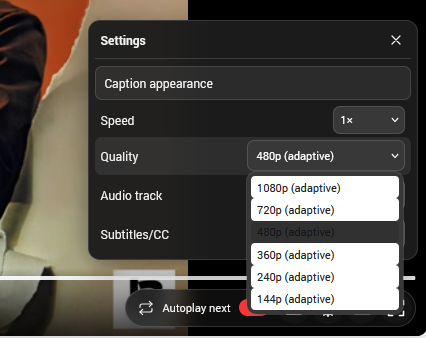 Settings
Caption appearance
Speed
1×
Quality
480p (adaptive)
1080p (adaptive)
720p (adaptive)
480p (adaptive)
360p (adaptive)
240p (adaptive)
144p (adaptive)
Audio track
Subtitles/CC
Autoplay next